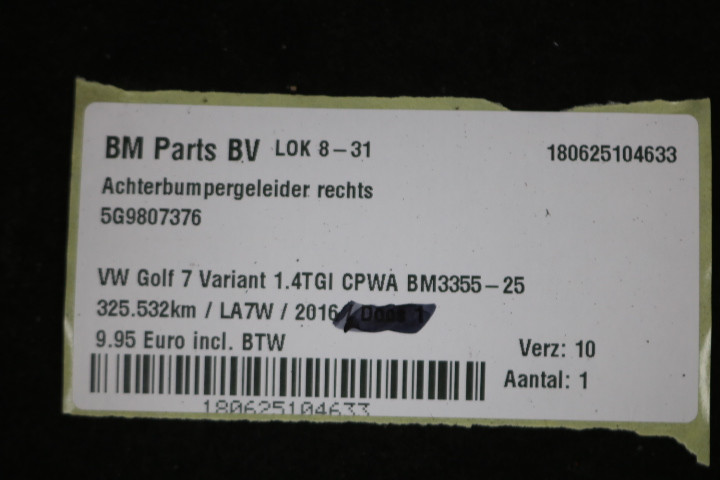 BM Parts BV LOK 8-31 180625104633
Achterbumpergeleider rechts
5G9807376
VW Golf 7 Variant 1.4TGI CPWA BM3355-25
325.532km / LA7W / 2016
9.95 Euro incl. BTW
Verz: 10
Aantal: 1
180625104633